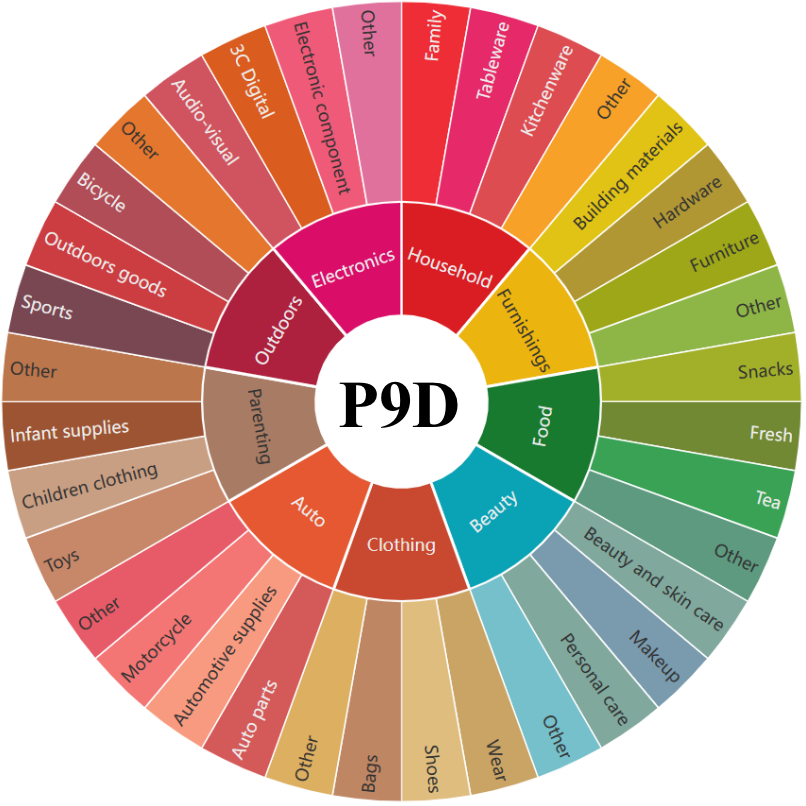 P9D
Household
Family
Tableware
Kitchenware
Other
Furnishings
Building materials
Hardware
Furniture
Other
Food
Snacks
Fresh
Tea
Other
Beauty
Beauty and skin care
Makeup
Personal care
Other
Clothing
Wear
Shoes
Bags
Other
Auto
Auto parts
Automotive supplies
Motorcycle
Other
Parenting
Toys
Children clothing
Infant supplies
Other
Outdoors
Sports
Outdoors goods
Bicycle
Other
Electronics
Audio-visual
3C Digital
Electronic component
Other